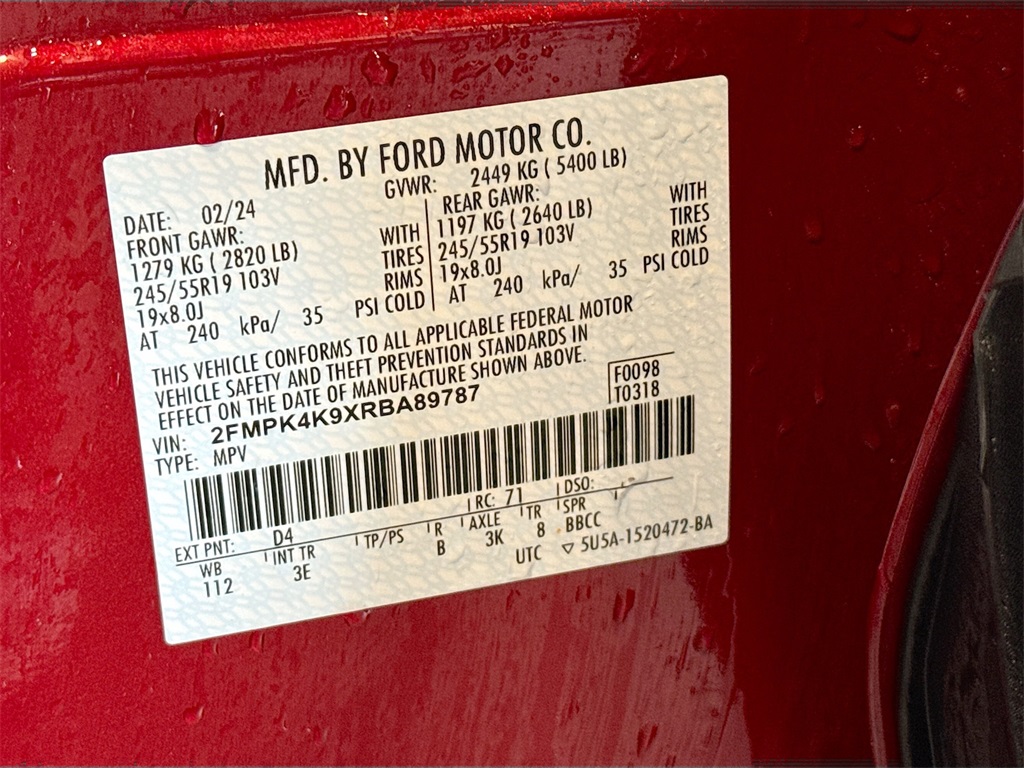 MFD. BY FORD MOTOR CO.
DATE: 02/24 GVWR: 2449 KG ( 5400 LB)
FRONT GAWR: REAR GAWR:
1279 KG ( 2820 LB) WITH 1197 KG ( 2640 LB) WITH
245/55R19 103V TIRES 245/55R19 103V TIRES
19x8.0J RIMS 19x8.0J RIMS
AT 240 kPa/ 35 PSI COLD AT 240 kPa/ 35 PSI COLD
THIS VEHICLE CONFORMS TO ALL APPLICABLE FEDERAL MOTOR
VEHICLE SAFETY AND THEFT PREVENTION STANDARDS IN
EFFECT ON THE DATE OF MANUFACTURE SHOWN ABOVE.
VIN: 2FMPK4K9XRBA89787 F0098
TYPE: MPV T0318
EXT PNT: D4 RC: 71 DSO:
WB INT TR TP/PS R AXLE TR SPR
112 3E B 3K 8 BBCC
UTC ▽ 5U5A-1520472-BA